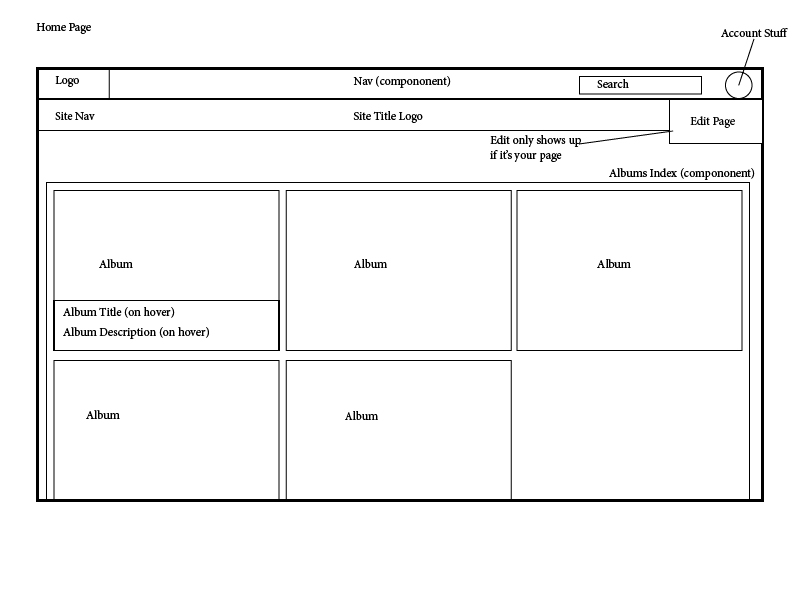 Home Page
Account Stuff
Logo
Nav (compononent)
Search
Site Nav
Site Title Logo
Edit Page
Edit only shows up
if it's your page
Albums Index (compononent)
Album
Album
Album
Album Title (on hover)
Album Description (on hover)
Album
Album